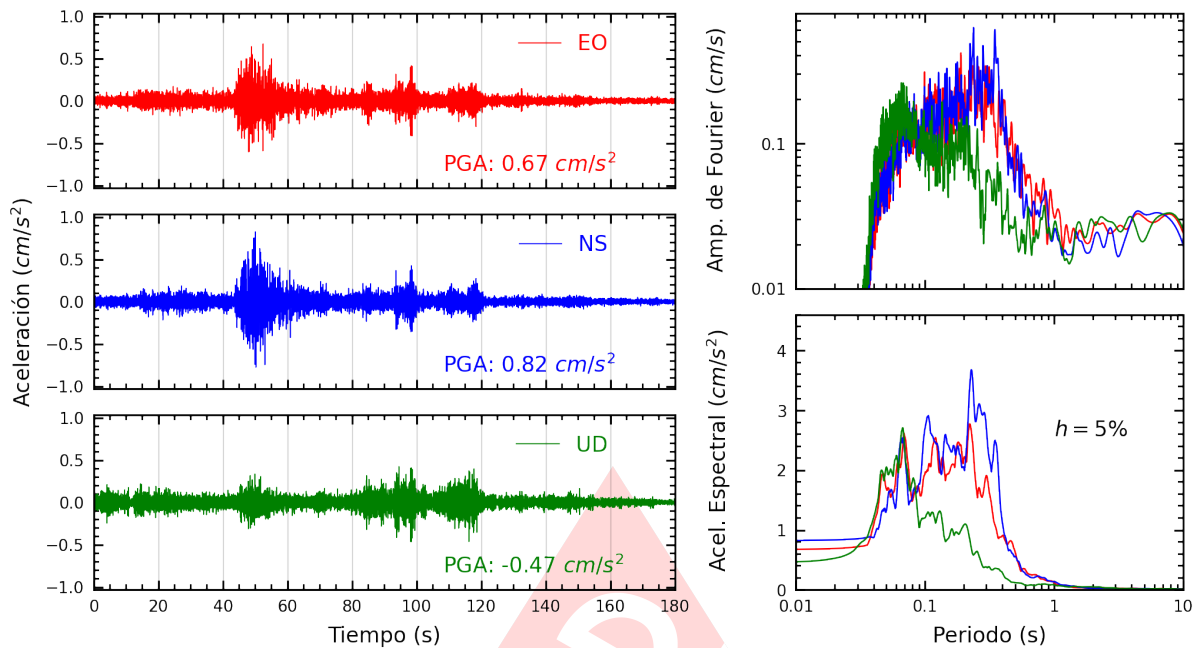 Aceleración (cm/s²)
1.0
0.5
0.0
−0.5
−1.0
EO
PGA: 0.67 cm/s²
1.0
0.5
0.0
−0.5
−1.0
NS
PGA: 0.82 cm/s²
1.0
0.5
0.0
−0.5
−1.0
UD
PGA: -0.47 cm/s²
0 20 40 60 80 100 120 140 160 180
Tiempo (s)
Amp. de Fourier (cm/s)
0.1
0.01
Acel. Espectral (cm/s²)
4
3
2
1
0
h = 5%
0.01 0.1 1 10
Periodo (s)